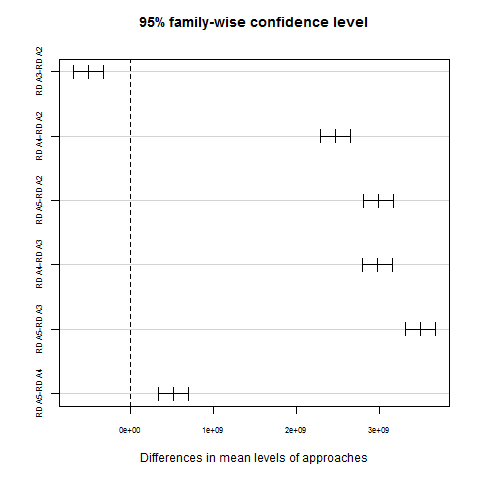 95% family-wise confidence level
RD A3-RD A2
RD A4-RD A2
RD A5-RD A2
RD A4-RD A3
RD A5-RD A3
RD A5-RD A4
0e+00 1e+09 2e+09 3e+09
Differences in mean levels of approaches